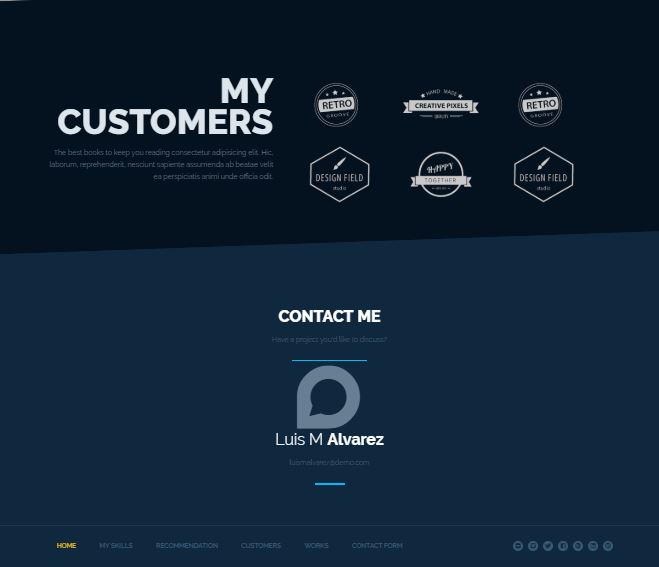 MY
CUSTOMERS
The best books to keep you reading consectetur adipisicing elit. Hic,
laborum, reprehenderit, nesciunt sapiente assumenda ab beatae velit
ea perspiciatis animi unde officia odit.
RETRO
GROOVE
HAND MADE
CREATIVE PIXELS
RETRO
GROOVE
DESIGN FIELD
studio
HAPPY
TOGETHER
DESIGN FIELD
studio
CONTACT ME
Have a project you'd like to discuss?
Luis M Alvarez
luismalvarez@demo.com
HOME MY SKILLS RECOMMENDATION CUSTOMERS WORKS CONTACT FORM